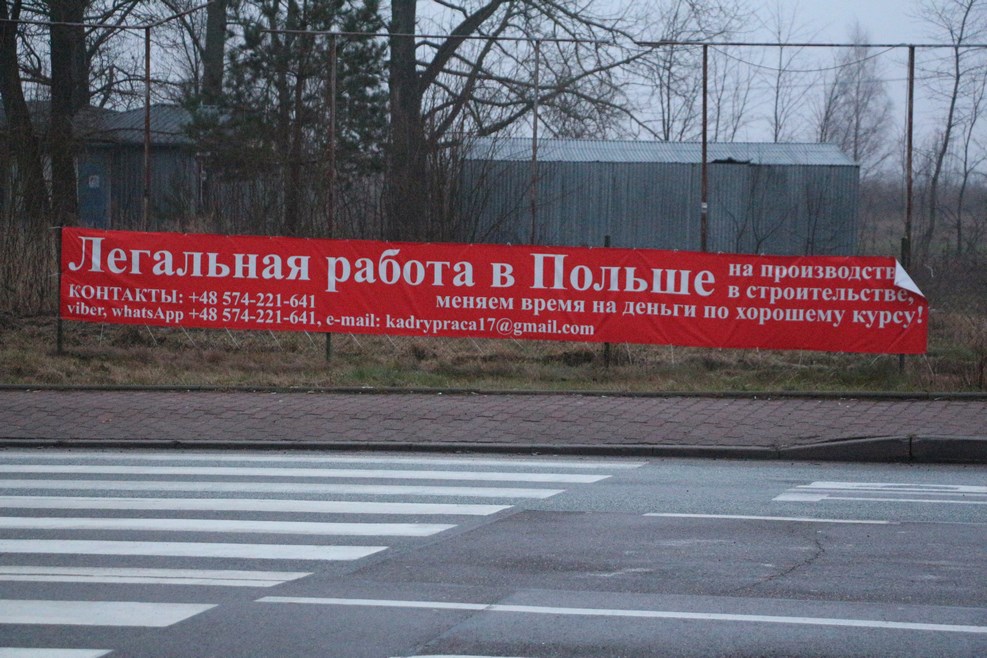 Легальная работа в Польше
на производств
в строительстве,
меняем время на деньги по хорошему курсу!
КОНТАКТЫ: +48 574-221-641
viber, whatsApp +48 574-221-641, e-mail: kadrypraca17@gmail.com